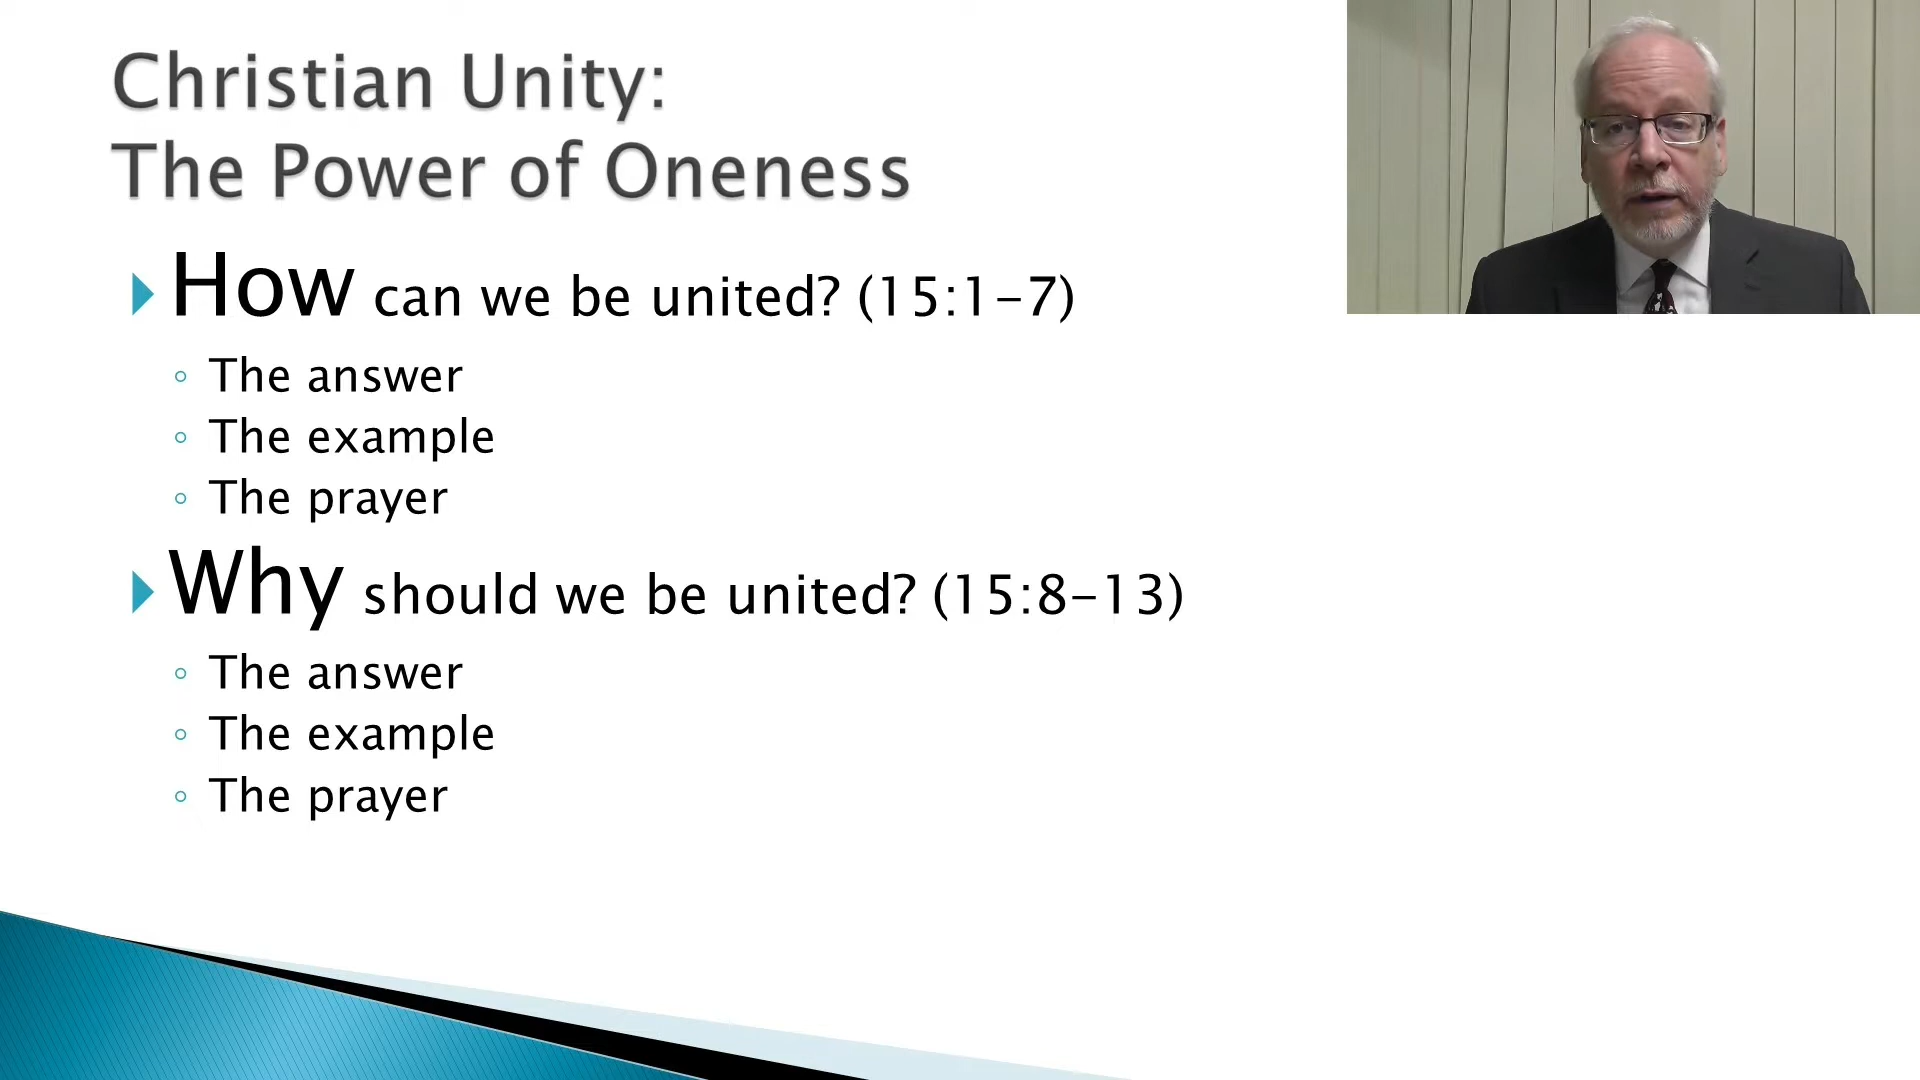 Christian Unity:
The Power of Oneness
How can we be united? (15:1-7)
The answer
The example
The prayer
Why should we be united? (15:8-13)
The answer
The example
The prayer